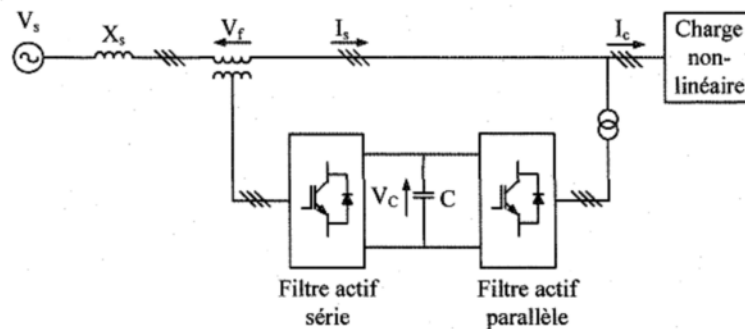 V_s
X_s
V_f
I_s
I_c
Charge
non-
linéaire
V_C
C
Filtre actif
série
Filtre actif
parallèle